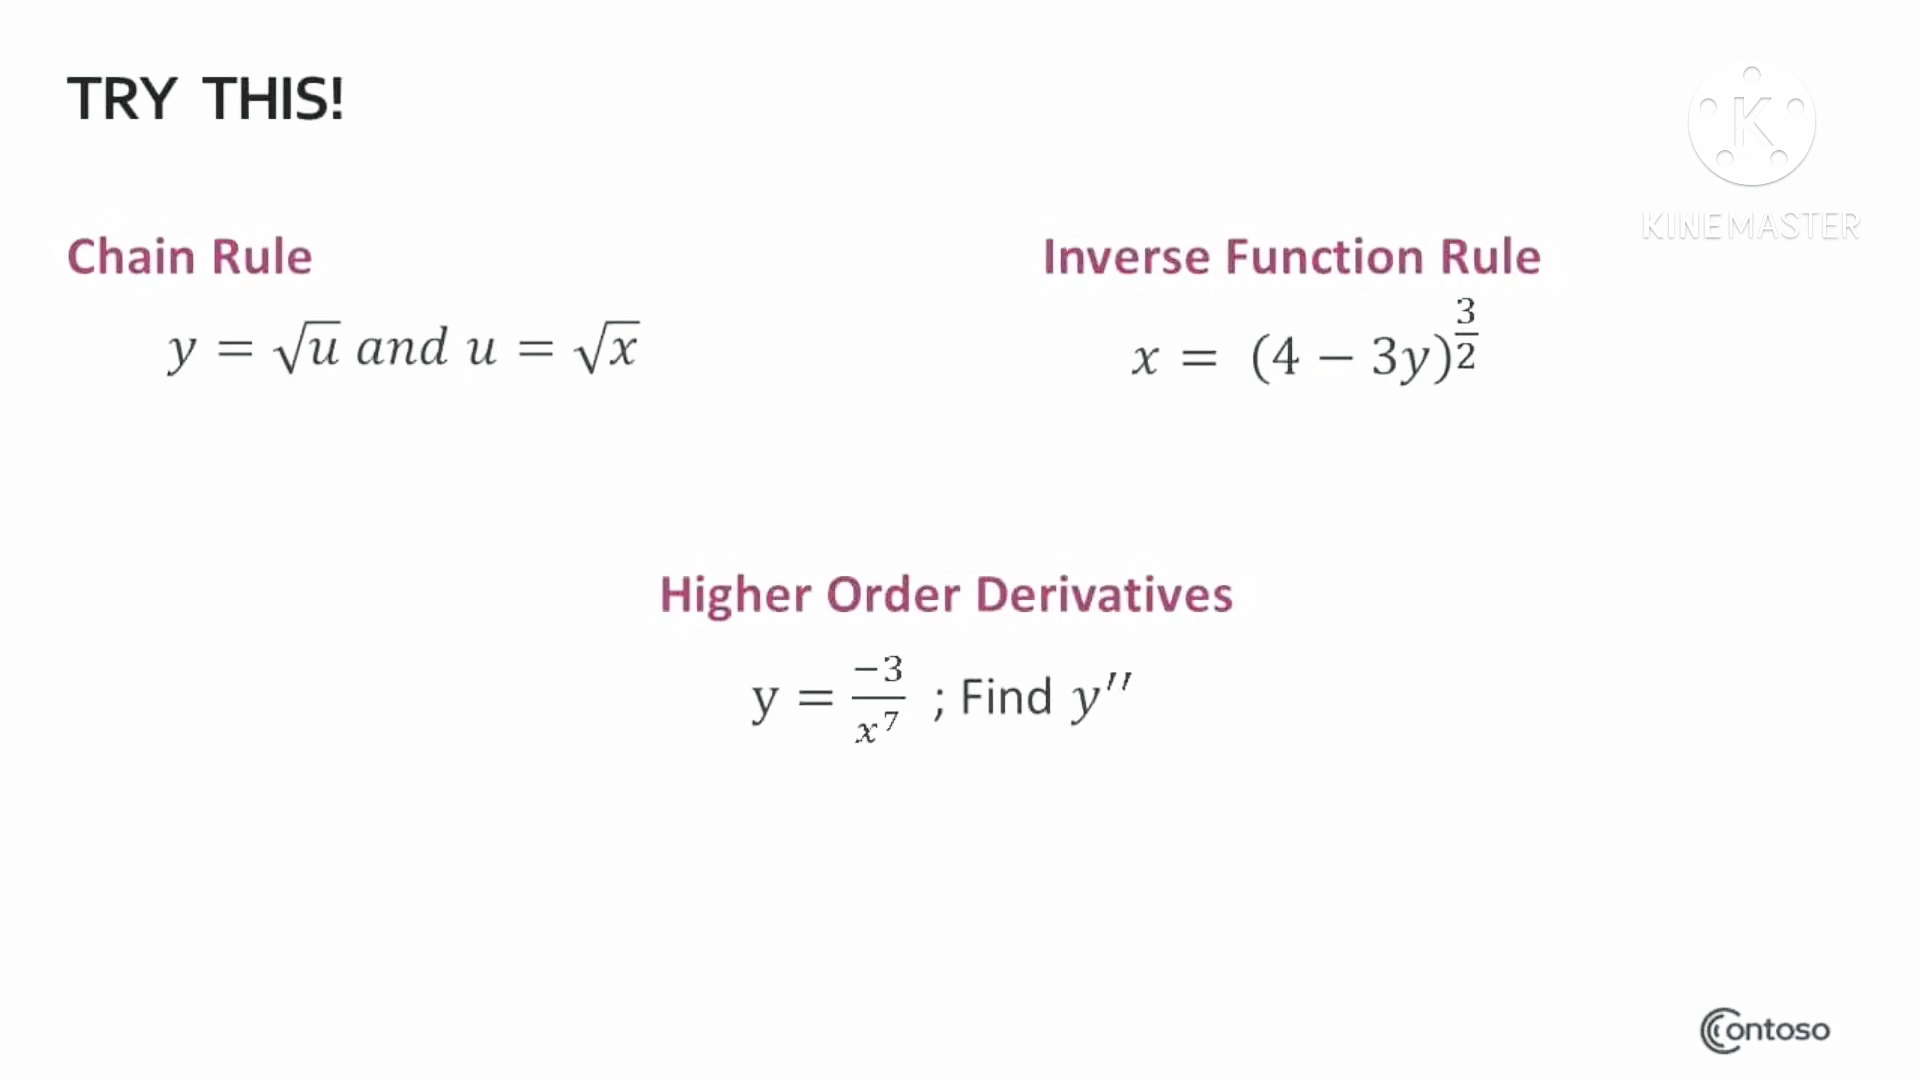 TRY THIS!
K
KINEMASTER
Chain Rule
y = √u and u = √x
Inverse Function Rule
x = (4 − 3y)^(3/2)
Higher Order Derivatives
y = −3/x^7 ; Find y′′
Contoso